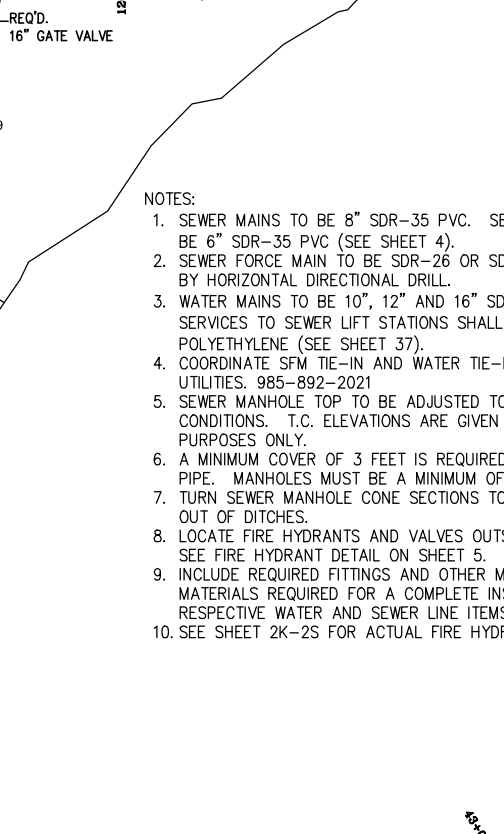 12
REQ'D.
16" GATE VALVE
9
NOTES:
1. SEWER MAINS TO BE 8" SDR-35 PVC.
BE 6" SDR-35 PVC (SEE SHEET 4).
2. SEWER FORCE MAIN TO BE SDR-26 OR
BY HORIZONTAL DIRECTIONAL DRILL.
3. WATER MAINS TO BE 10", 12" AND 16"
SERVICES TO SEWER LIFT STATIONS SHALL
POLYETHYLENE (SEE SHEET 37).
4. COORDINATE SFM TIE-IN AND WATER
UTILITIES. 985-892-2021
5. SEWER MANHOLE TOP TO BE ADJUSTED TO
CONDITIONS. T.C. ELEVATIONS ARE GIVEN
PURPOSES ONLY.
6. A MINIMUM COVER OF 3 FEET IS REQUIRED
PIPE. MANHOLES MUST BE A MINIMUM OF
7. TURN SEWER MANHOLE CONE SECTIONS TO
OUT OF DITCHES.
8. LOCATE FIRE HYDRANTS AND VALVES
SEE FIRE HYDRANT DETAIL ON SHEET 5.
9. INCLUDE REQUIRED FITTINGS AND OTHER
MATERIALS REQUIRED FOR A COMPLETE
RESPECTIVE WATER AND SEWER LINE ITEMS
10. SEE SHEET 2K-2S FOR ACTUAL FIRE